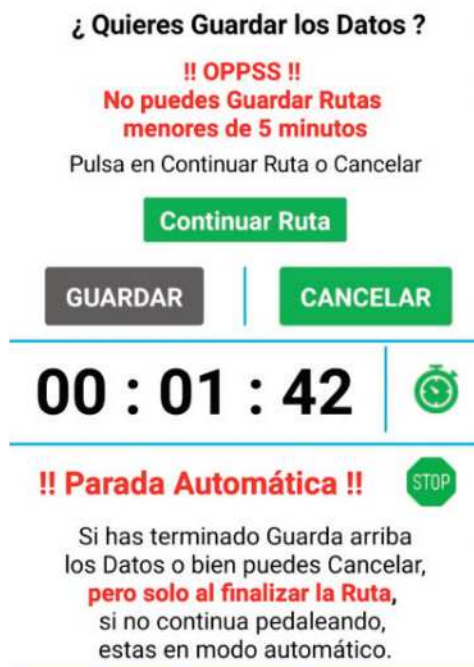 ¿ Quieres Guardar los Datos ?
!! OPPSS !!
No puedes Guardar Rutas
menores de 5 minutos
Pulsa en Continuar Ruta o Cancelar
Continuar Ruta
GUARDAR
CANCELAR
00 : 01 : 42
!! Parada Automática !!
STOP
Si has terminado Guarda arriba
los Datos o bien puedes Cancelar,
pero solo al finalizar la Ruta,
si no continua pedaleando,
estas en modo automático.